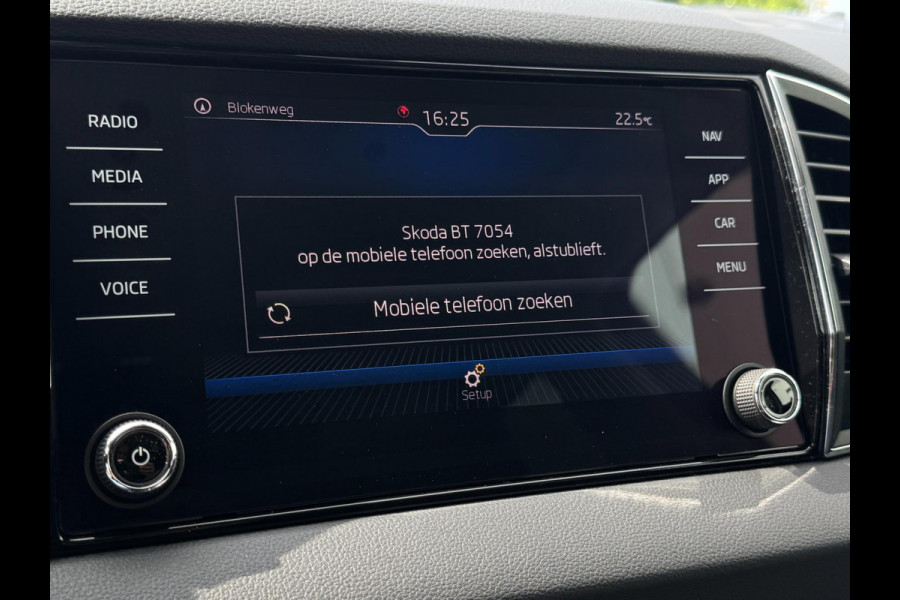 Blokenweg
16:25
22.5°C
RADIO
MEDIA
PHONE
VOICE
Skoda BT 7054
op de mobiele telefoon zoeken, alstublieft.
Mobiele telefoon zoeken
Setup
NAV
APP
CAR
MENU